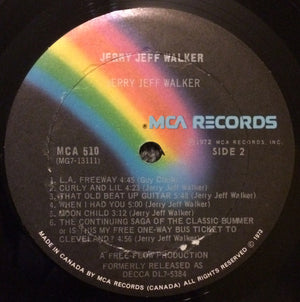 JERRY JEFF WALKER
JERRY JEFF WALKER
.MCA RECORDS
℗1972 MCA RECORDS, INC.
MCA 510
SIDE 2
(MG7-13111)
1. L.A. FREEWAY 4:45 (Guy Clark)
2. CURLY AND LIL 4:23 (Jerry Jeff Walker)
3. THAT OLD BEAT UP GUITAR (Jerry Jeff Walker)
4. WHEN I HAD YOU 5:00 (Jerry Jeff Walker)
5. MOON CHILD 3:12 (Jerry Jeff Walker)
6. THE CONTINUING SAGA OF THE CLASSIC BUMMER
or IS THIS MY FREE ONE-WAY BUS TICKET TO
CLEVELAND? 4:56 (Jerry Jeff Walker)
A FREE FLOW PRODUCTION
FORMERLY RELEASED AS
DECCA DL7-5384
MADE IN CANADA BY MCA RECORDS (CANADA) ALL RIGHTS RESERVED © 1973